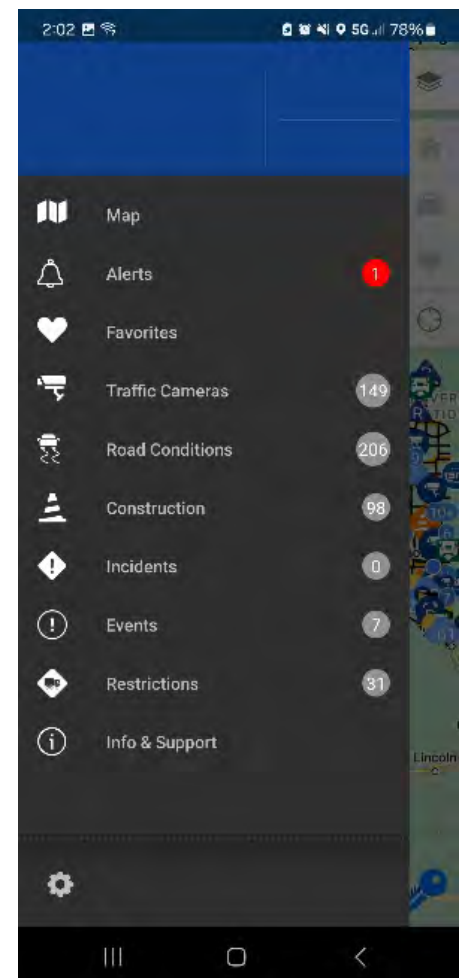 2:02 5G 78%
Map
Alerts 1
Favorites
Traffic Cameras 149
Road Conditions 206
Construction 98
Incidents 0
Events 7
Restrictions 31
Info & Support
Lincoln